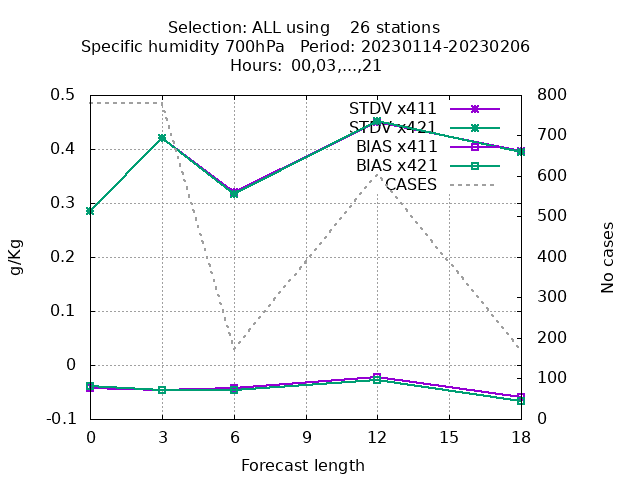 Selection: ALL using    26 stations
Specific humidity 700hPa   Period: 20230114-20230206
Hours:  00,03,...,21
0.5
0.4
0.3
0.2
0.1
0
-0.1
g/Kg
STDV x411
STDV x421
BIAS x411
BIAS x421
CASES
800
700
600
500
400
300
200
100
0
No cases
0 3 6 9 12 15 18
Forecast length